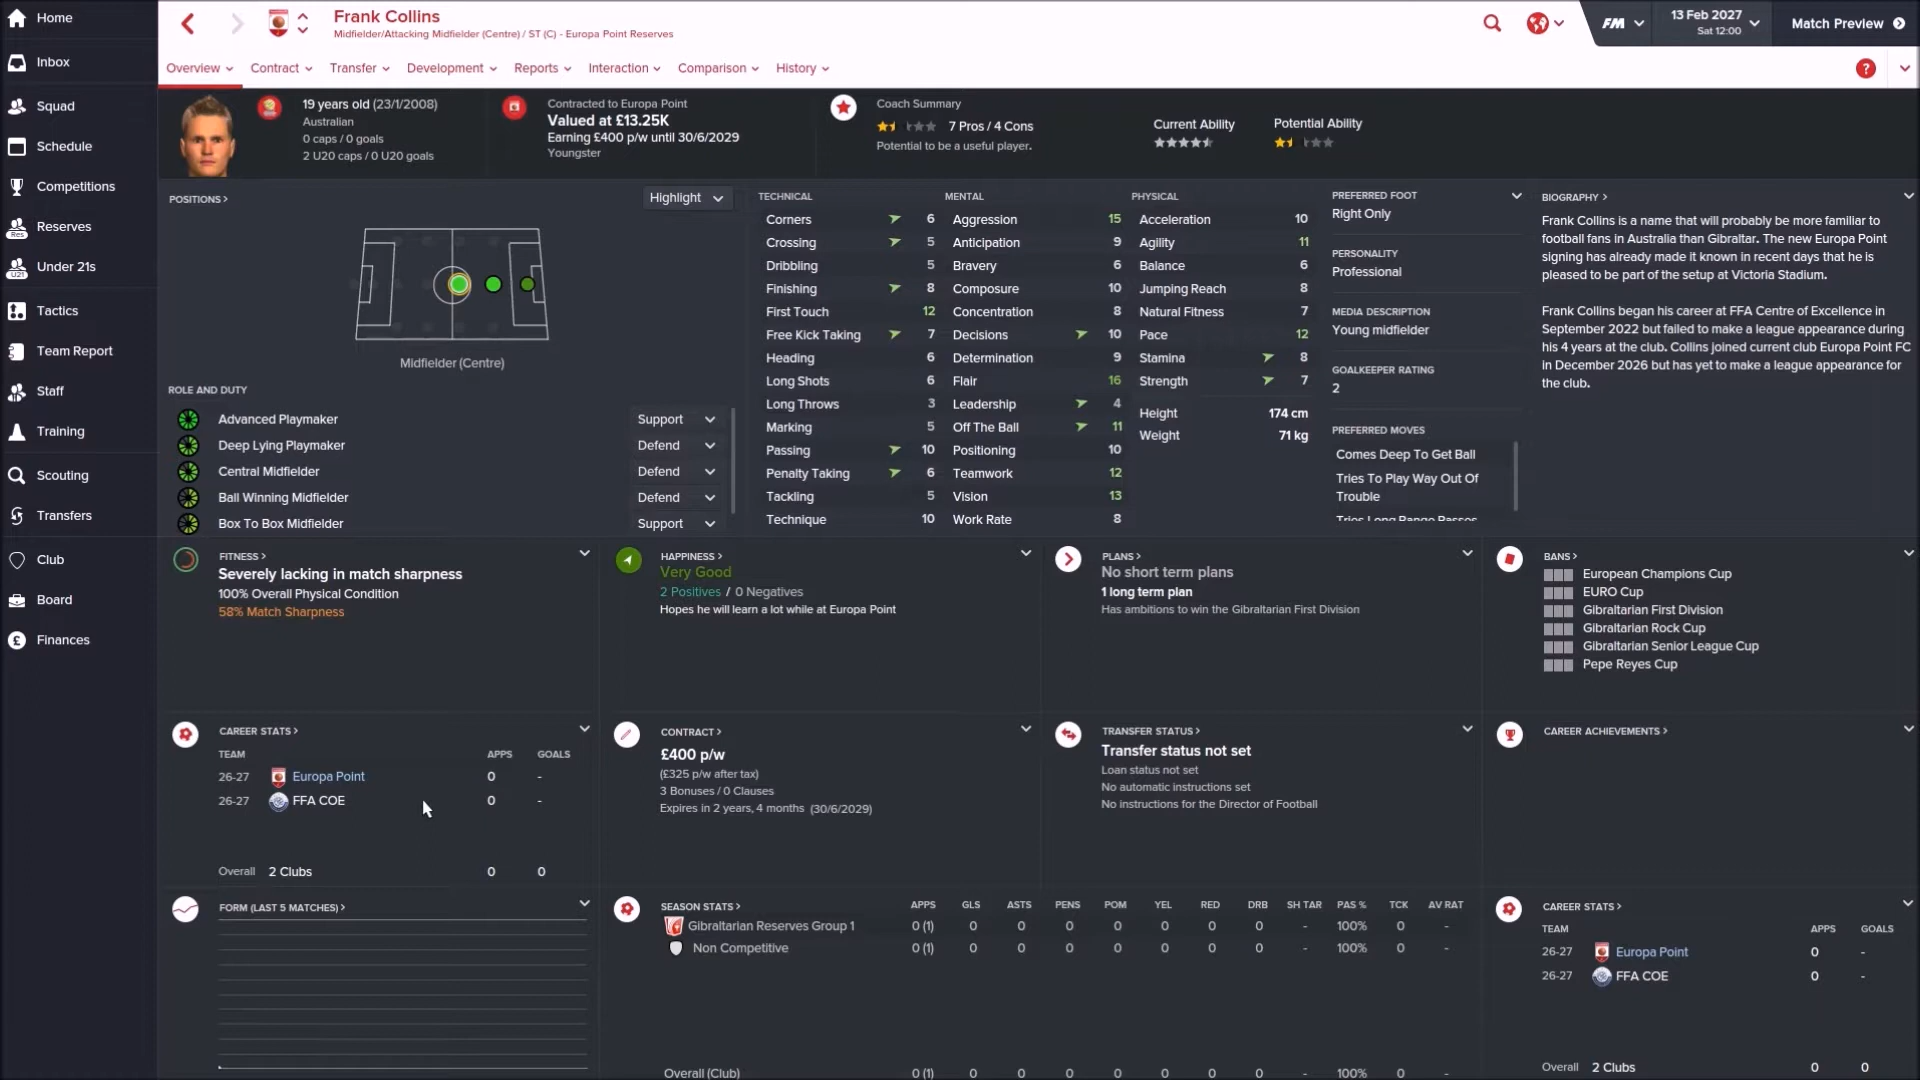 Home
Inbox
Squad
Schedule
Competitions
Reserves
Under 21s
Tactics
Team Report
Staff
Training
Scouting
Transfers
Club
Board
Finances
Frank Collins
Midfielder/Attacking Midfielder (Centre) / ST (C) - Europa Point Reserves
FM
13 Feb 2027
Sat 12:00
Match Preview
Overview Contract Transfer Development Reports Interaction Comparison History
?
19 years old (23/1/2008)
Australian
0 caps / 0 goals
2 U20 caps / 0 U20 goals
Contracted to Europa Point
Valued at £13.25K
Earning £400 p/w until 30/6/2029
Youngster
Coach Summary
7 Pros / 4 Cons
Potential to be a useful player.
Current Ability
Potential Ability
POSITIONS >
Highlight
Midfielder (Centre)
ROLE AND DUTY
Advanced Playmaker Support
Deep Lying Playmaker Defend
Central Midfielder Defend
Ball Winning Midfielder Defend
Box To Box Midfielder Support
TECHNICAL
Corners 6
Crossing 5
Dribbling 5
Finishing 8
First Touch 12
Free Kick Taking 7
Heading 6
Long Shots 6
Long Throws 3
Marking 5
Passing 10
Penalty Taking 6
Tackling 5
Technique 10
MENTAL
Aggression 15
Anticipation 9
Bravery 6
Composure 10
Concentration 8
Decisions 10
Determination 9
Flair 16
Leadership 4
Off The Ball 11
Positioning 10
Teamwork 12
Vision 13
Work Rate 8
PHYSICAL
Acceleration 10
Agility 11
Balance 6
Jumping Reach 8
Natural Fitness 7
Pace 12
Stamina 8
Strength 7
Height 174 cm
Weight 71 kg
PREFERRED FOOT
Right Only
PERSONALITY
Professional
MEDIA DESCRIPTION
Young midfielder
GOALKEEPER RATING
2
PREFERRED MOVES
Comes Deep To Get Ball
Tries To Play Way Out Of
Trouble
Tries Long Range Passes
BIOGRAPHY >
Frank Collins is a name that will probably be more familiar to
football fans in Australia than Gibraltar. The new Europa Point
signing has already made it known in recent days that he is
pleased to be part of the setup at Victoria Stadium.
Frank Collins began his career at FFA Centre of Excellence in
September 2022 but failed to make a league appearance during
his 4 years at the club. Collins joined current club Europa Point FC
in December 2026 but has yet to make a league appearance for
the club.
FITNESS >
Severely lacking in match sharpness
100% Overall Physical Condition
58% Match Sharpness
HAPPINESS >
Very Good
2 Positives / 0 Negatives
Hopes he will learn a lot while at Europa Point
PLANS >
No short term plans
1 long term plan
Has ambitions to win the Gibraltarian First Division
BANS >
European Champions Cup
EURO Cup
Gibraltarian First Division
Gibraltarian Rock Cup
Gibraltarian Senior League Cup
Pepe Reyes Cup
CAREER STATS >
TEAM APPS GOALS
26-27 Europa Point 0 -
26-27 FFA COE 0 -
Overall 2 Clubs 0 0
CONTRACT >
£400 p/w
(£325 p/w after tax)
3 Bonuses / 0 Clauses
Expires in 2 years, 4 months (30/6/2029)
TRANSFER STATUS >
Transfer status not set
Loan status not set
No automatic instructions set
No instructions for the Director of Football
CAREER ACHIEVEMENTS >
FORM (LAST 5 MATCHES) >
SEASON STATS > APPS GLS ASTS PENS POM YEL RED DRB SH TAR PAS % TCK AV RAT
Gibraltarian Reserves Group 1 0 (1) 0 0 0 0 0 0 0 - 100% 0 -
Non Competitive 0 (1) 0 0 0 0 0 0 0 - 100% 0 -
Overall (Club) 0 (1) 0 0 0 0 0 0 0 - 100% 0 -
CAREER STATS >
TEAM APPS GOALS
26-27 Europa Point 0 -
26-27 FFA COE 0 -
Overall 2 Clubs 0 0